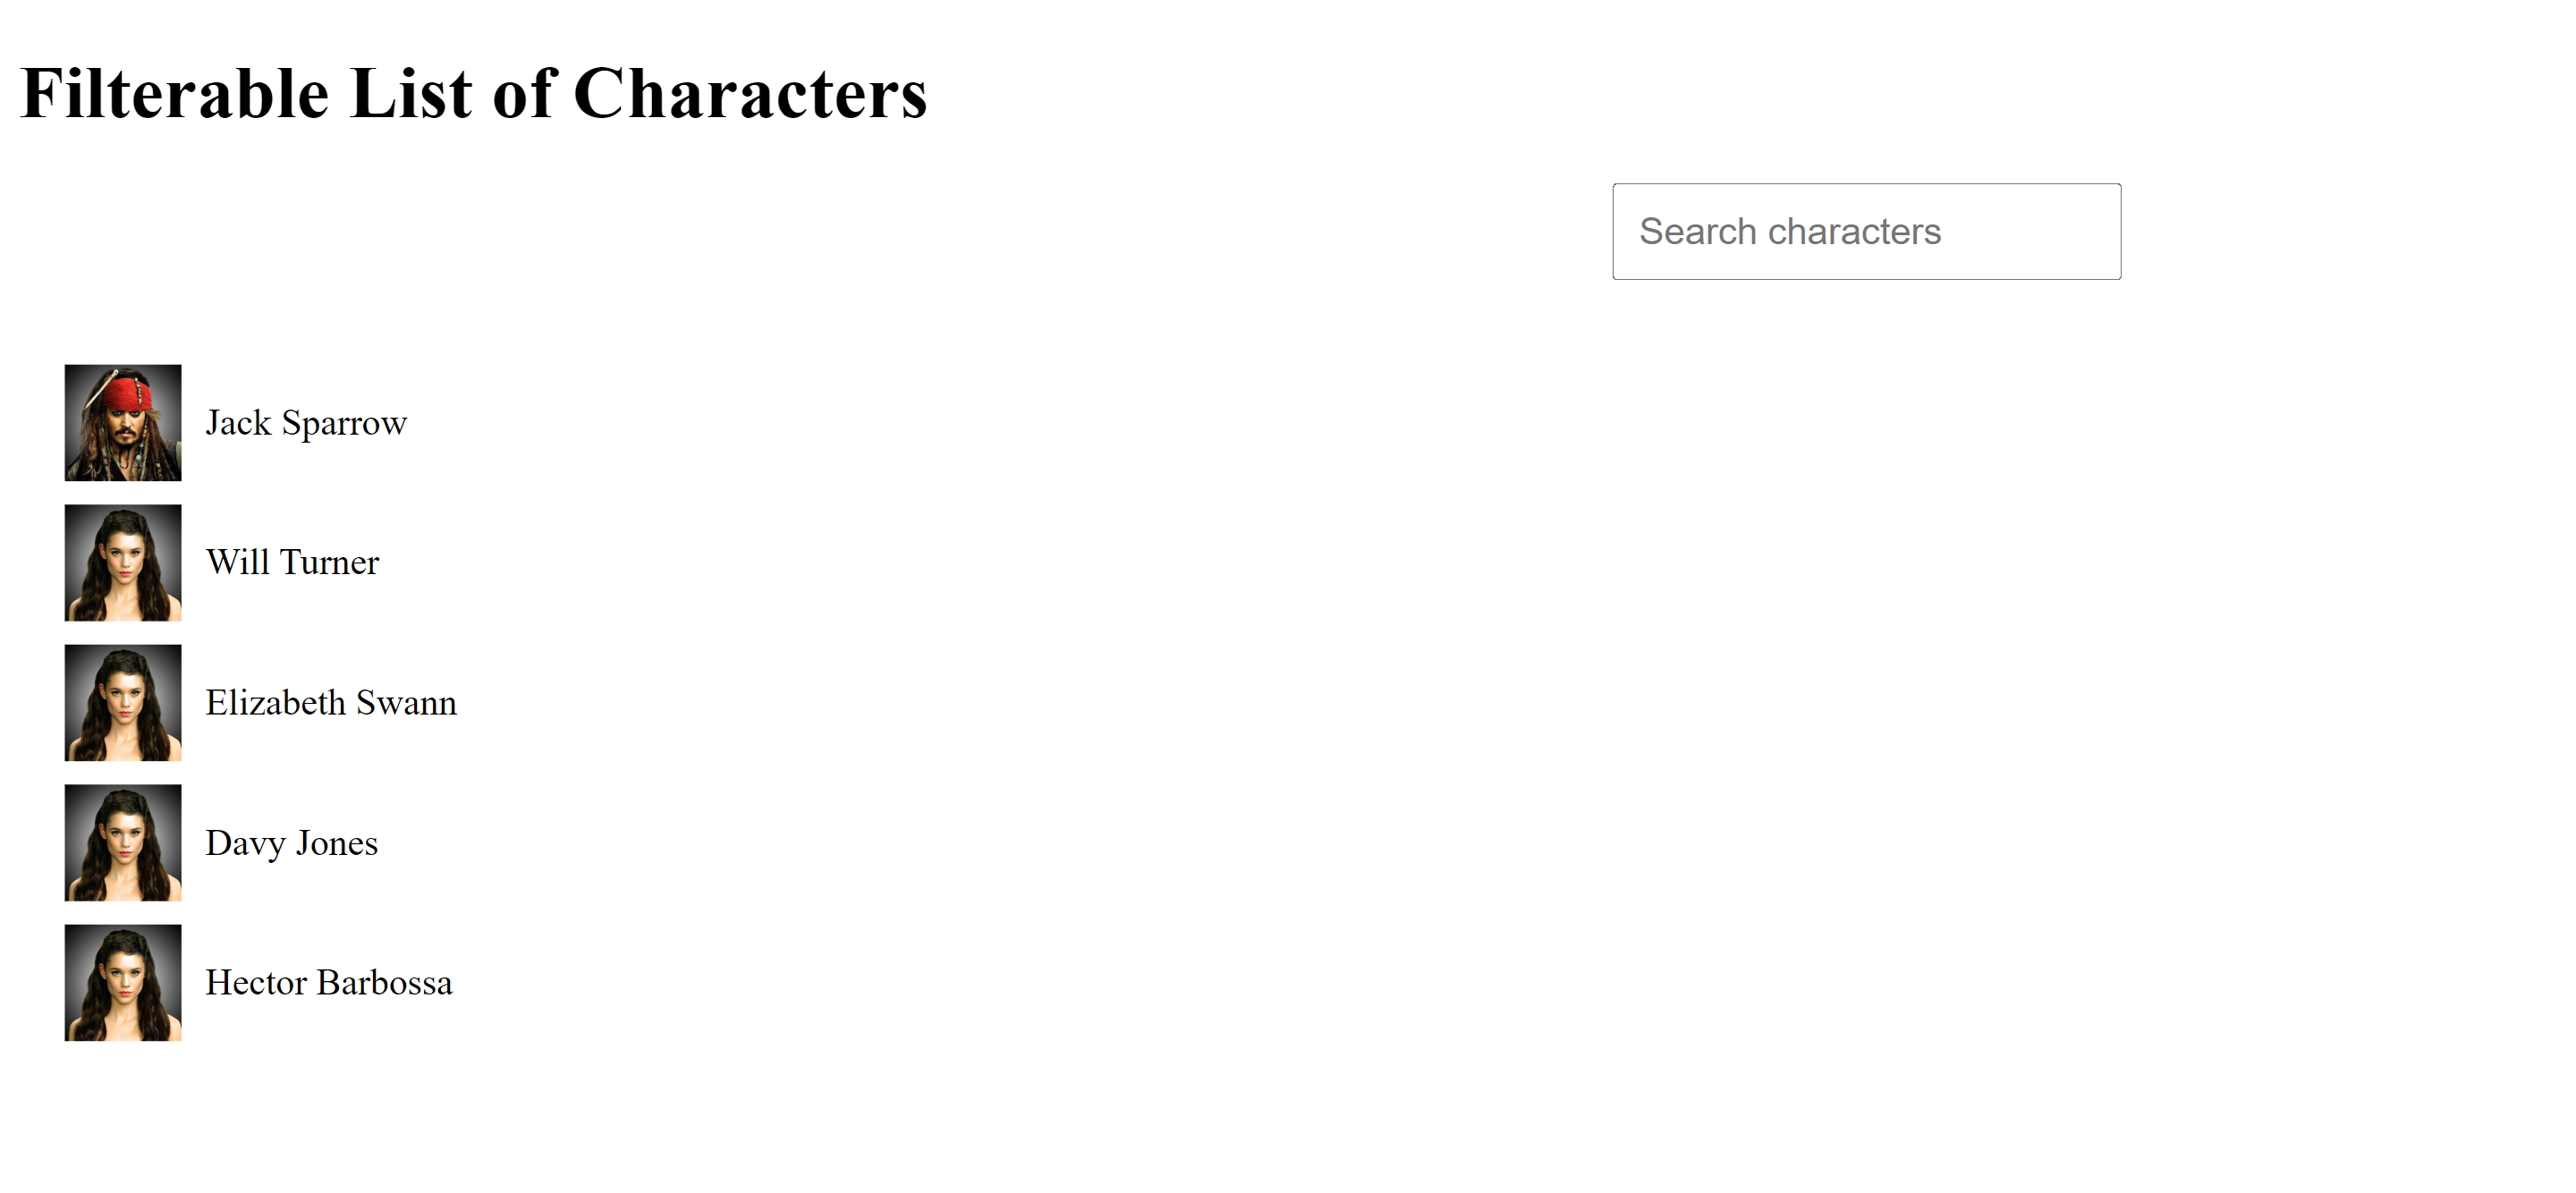 Filterable List of Characters
Search characters
Jack Sparrow
Will Turner
Elizabeth Swann
Davy Jones
Hector Barbossa